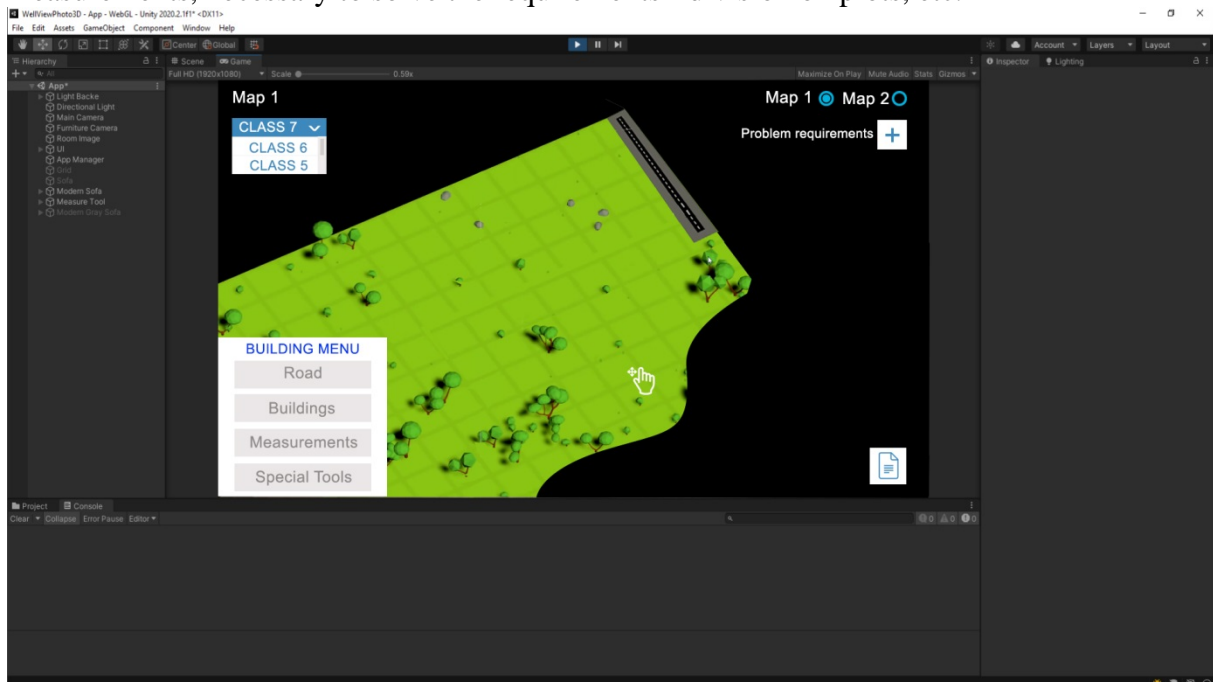 WellViewPhoto3D - App - WebGL - Unity 2020.2.1f1* <DX11>
File Edit Assets GameObject Component Window Help
Center Global
Account Layers Layout
Hierarchy
Scene Game
Inspector Lighting
All
Full HD (1920x1080) Scale 0.59x
Maximize On Play Mute Audio Stats Gizmos
App*
Light Backe
Directional Light
Main Camera
Furniture Camera
Room Image
UI
App Manager
Grid
Sofa
Modern Sofa
Measure Tool
Modern Gray Sofa
Map 1
Map 1 Map 2
CLASS 7
CLASS 6
CLASS 5
Problem requirements +
BUILDING MENU
Road
Buildings
Measurements
Special Tools
Project Console
Clear Collapse Error Pause Editor
0 0 0